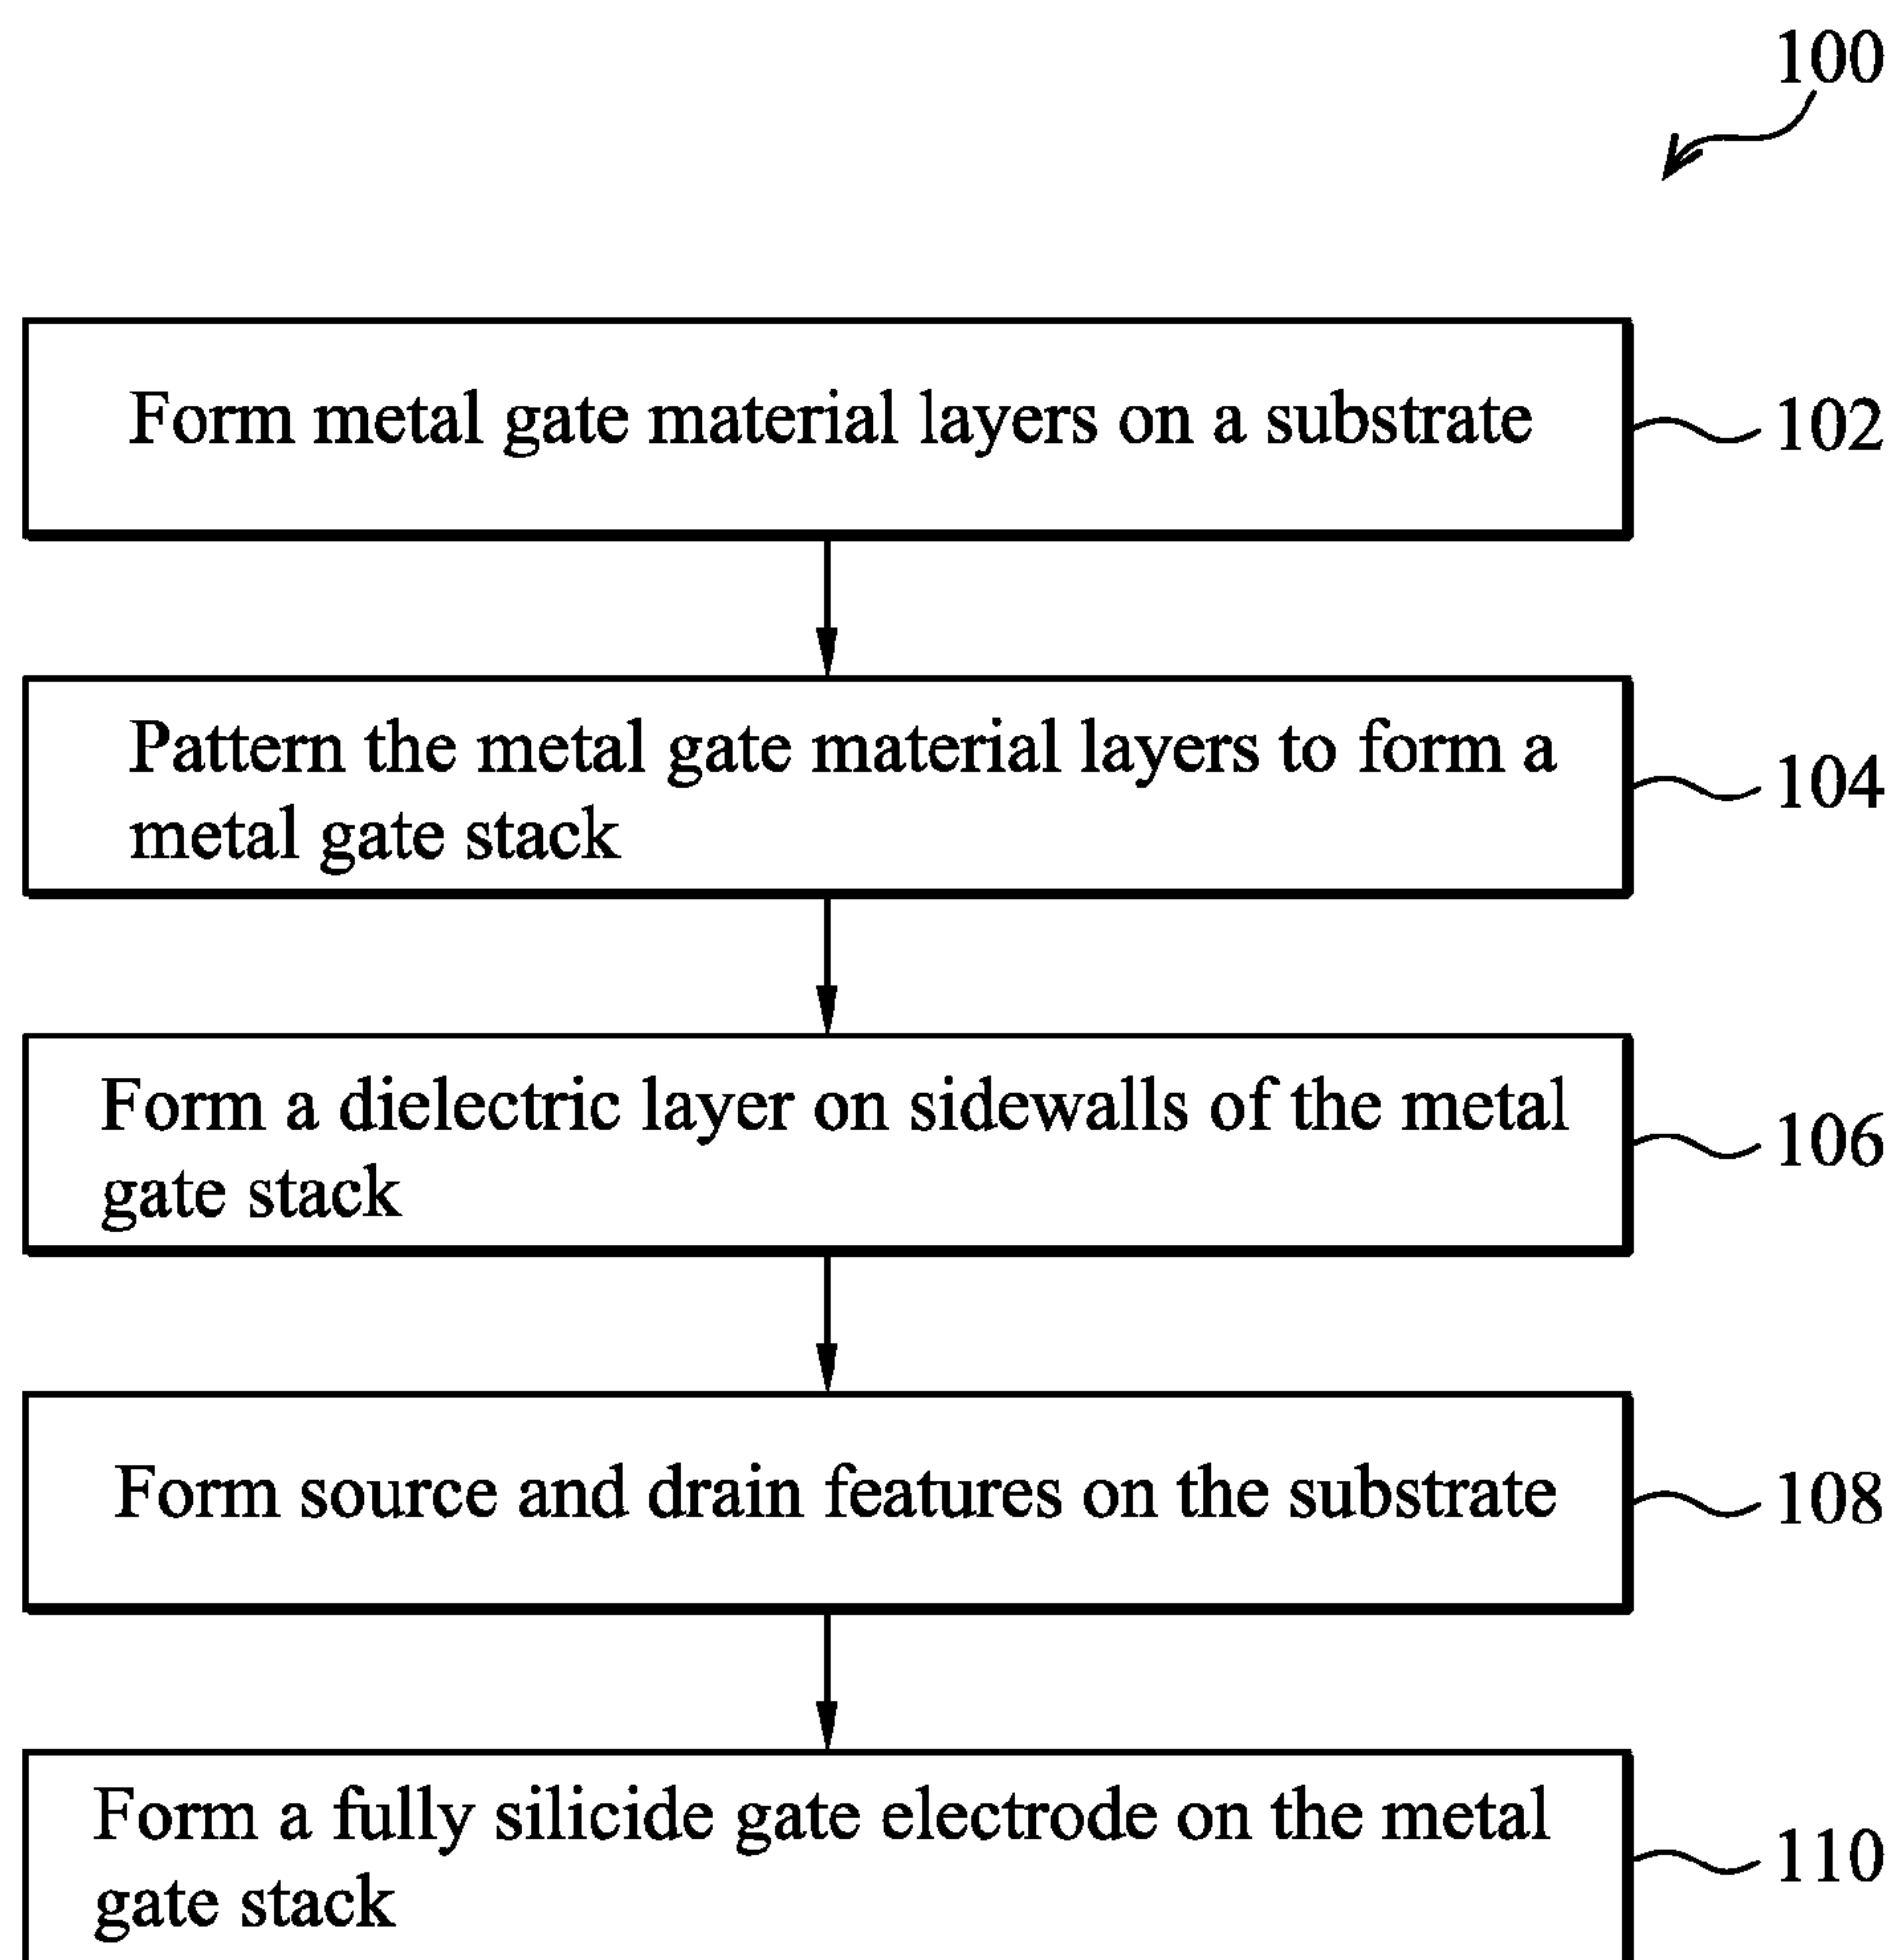 100
Form metal gate material layers on a substrate
102
Pattern the metal gate material layers to form a
metal gate stack
104
Form a dielectric layer on sidewalls of the metal
gate stack
106
Form source and drain features on the substrate
108
Form a fully silicide gate electrode on the metal
gate stack
110